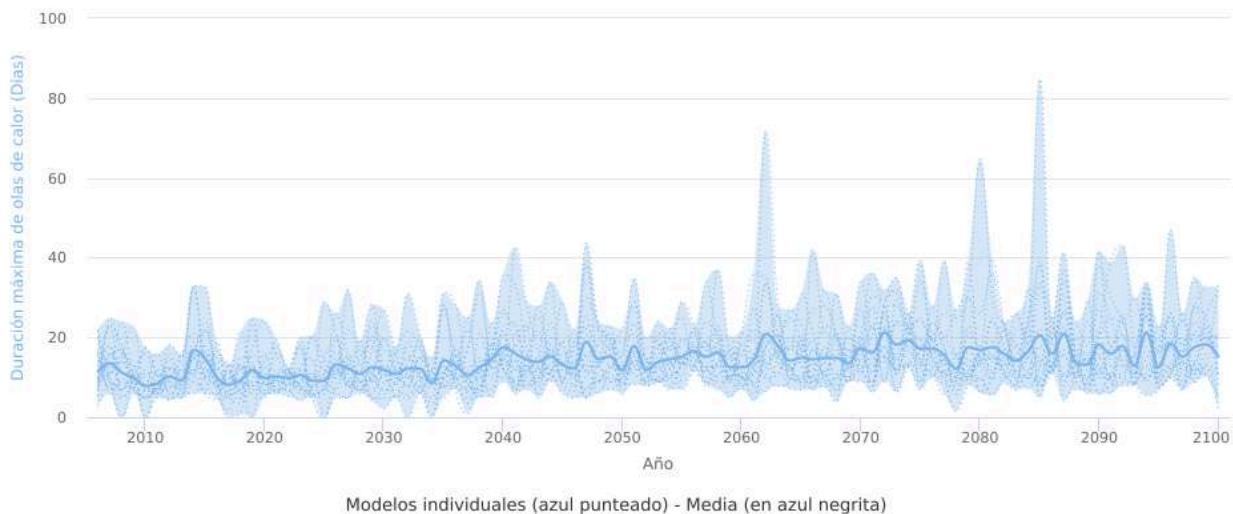 100
80
60
40
20
0
Duración máxima de olas de calor (Días)
2010 2020 2030 2040 2050 2060 2070 2080 2090 2100
Año
Modelos individuales (azul punteado) - Media (en azul negrita)